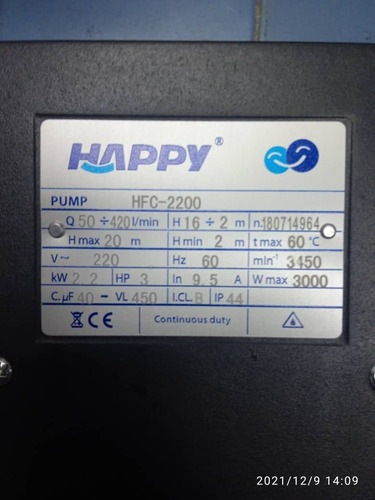 HAPPY®
PUMP HFC-2200
Q 50 ÷420l/min H 16 ÷ 2 m n.180714964
H max 20 m H min 2 m t max 60 °C
V~ 220 Hz 60 min⁻¹ 3450
kW 2.2 HP 3 In 9.5 A W max 3000
C.µF 40 - VL 450 I.CL.B IP 44
CE Continuous duty
2021/12/9 14:09